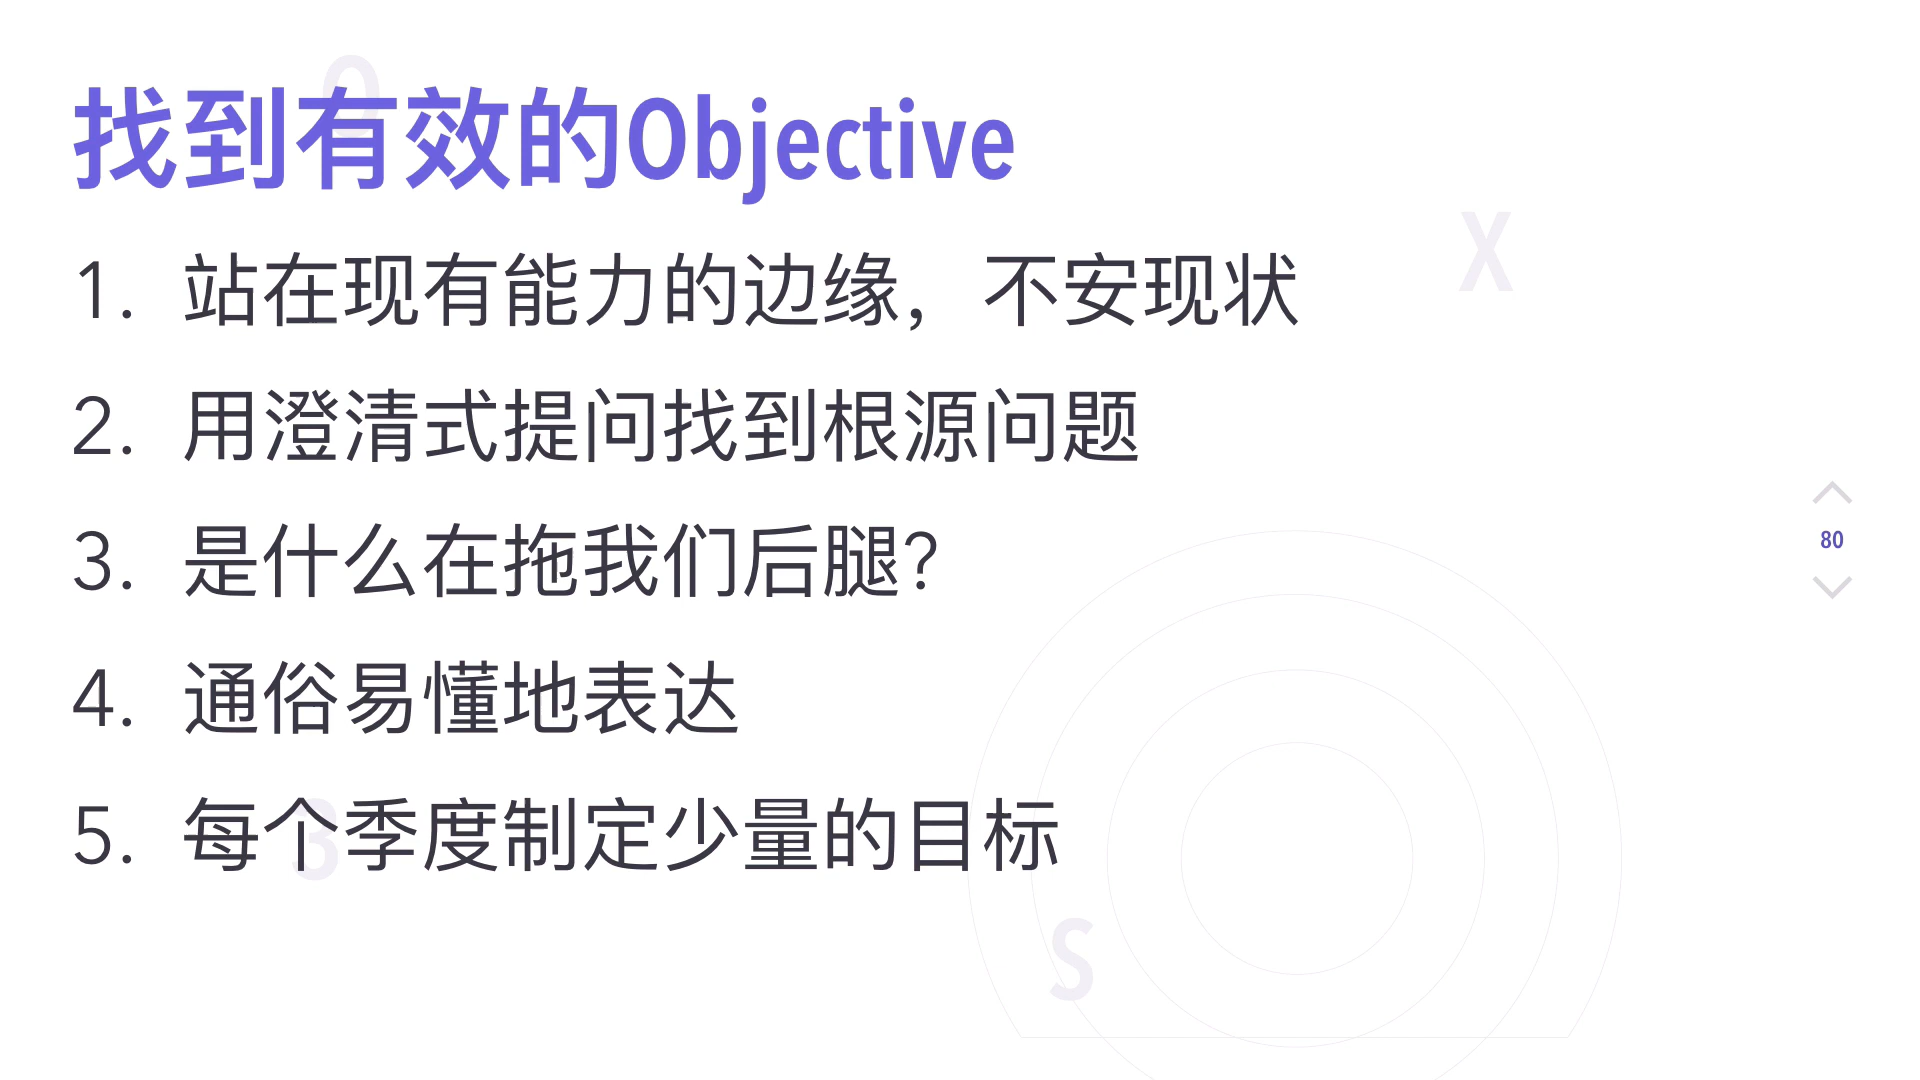 找到有效的Objective
1. 站在现有能力的边缘，不安现状
2. 用澄清式提问找到根源问题
3. 是什么在拖我们后腿？
4. 通俗易懂地表达
5. 每个季度制定少量的目标
O
X
3
S
80